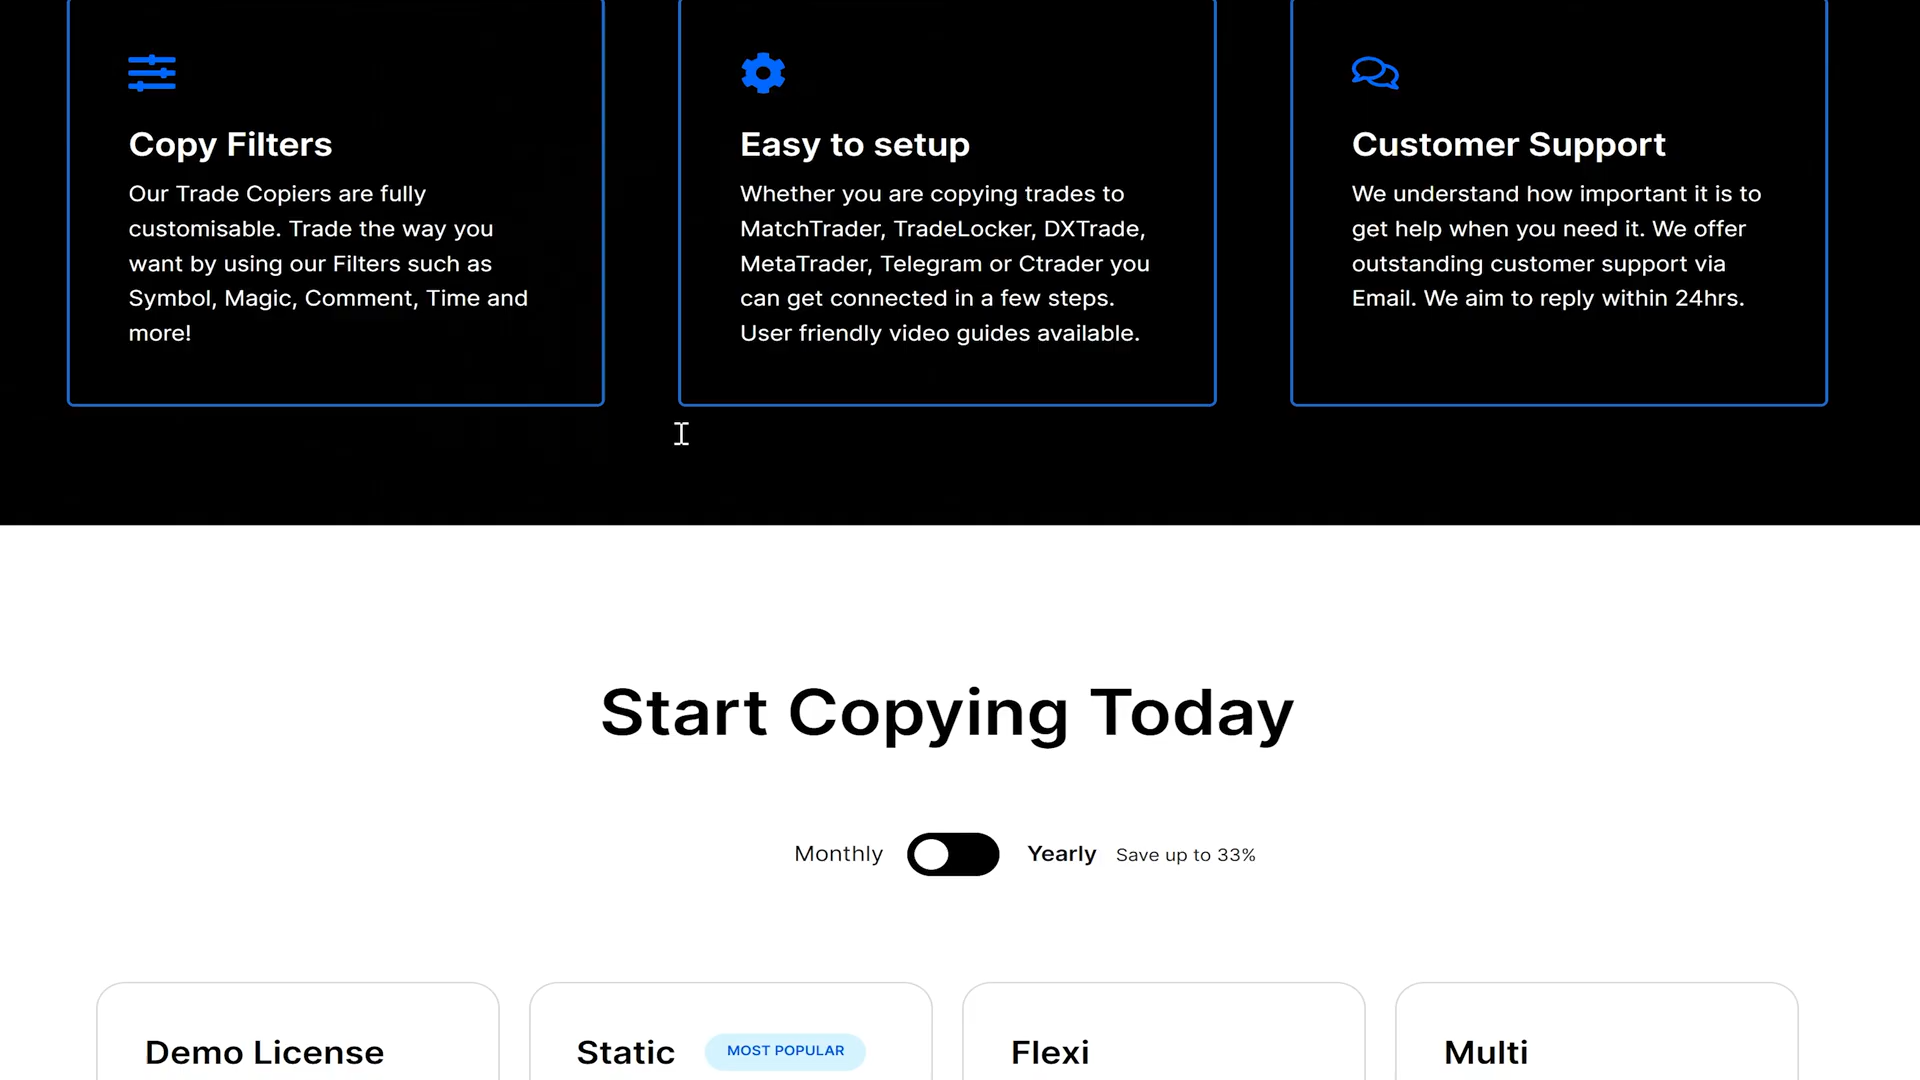 Copy Filters
Our Trade Copiers are fully
customisable. Trade the way you
want by using our Filters such as
Symbol, Magic, Comment, Time and
more!
Easy to setup
Whether you are copying trades to
MatchTrader, TradeLocker, DXTrade,
MetaTrader, Telegram or Ctrader you
can get connected in a few steps.
User friendly video guides available.
Customer Support
We understand how important it is to
get help when you need it. We offer
outstanding customer support via
Email. We aim to reply within 24hrs.
Start Copying Today
Monthly Yearly Save up to 33%
Demo License
Static MOST POPULAR
Flexi
Multi